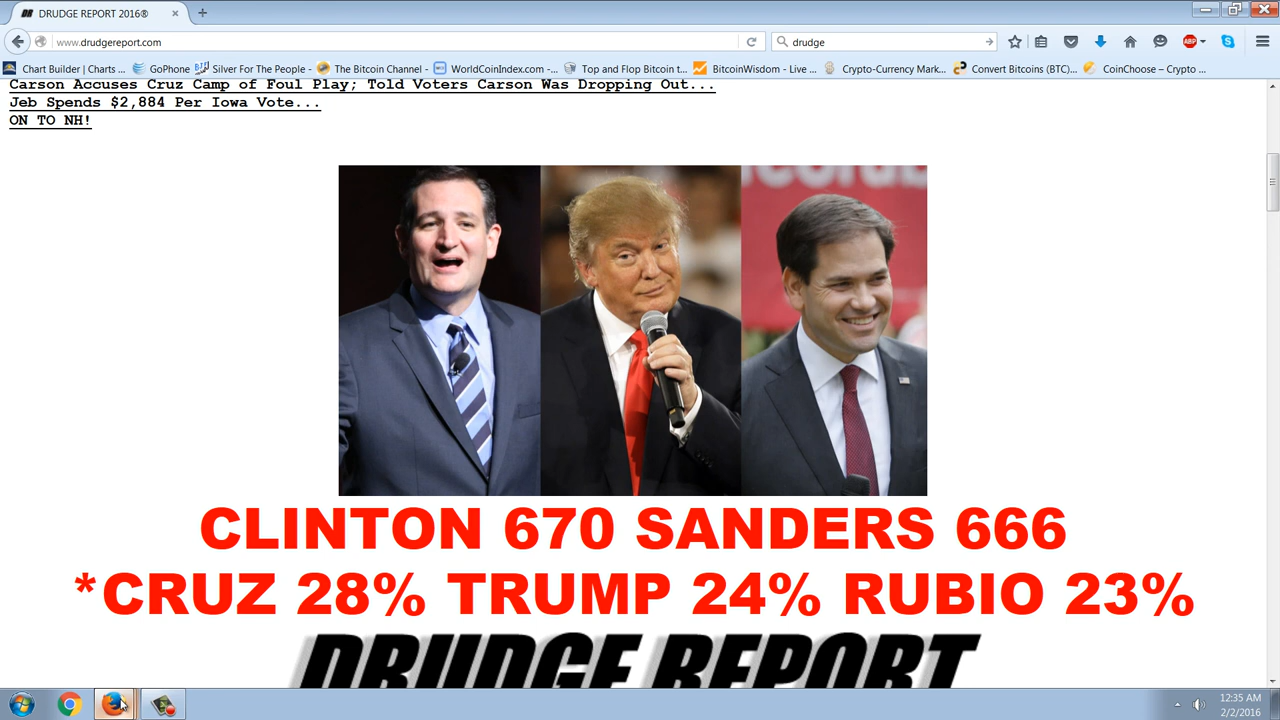 DRUDGE REPORT 2016®
www.drudgereport.com
drudge
ABP
Chart Builder | Charts ...
GoPhone
Silver For The People -
The Bitcoin Channel -
WorldCoinIndex.com -...
Top and Flop Bitcoin t...
BitcoinWisdom - Live ...
Crypto-Currency Mark...
Convert Bitcoins (BTC)...
CoinChoose – Crypto ...
Carson Accuses Cruz Camp of Foul Play; Told Voters Carson Was Dropping Out...
Jeb Spends $2,884 Per Iowa Vote...
ON TO NH!
CLINTON 670 SANDERS 666
*CRUZ 28% TRUMP 24% RUBIO 23%
DRUDGE REPORT
12:35 AM
2/2/2016